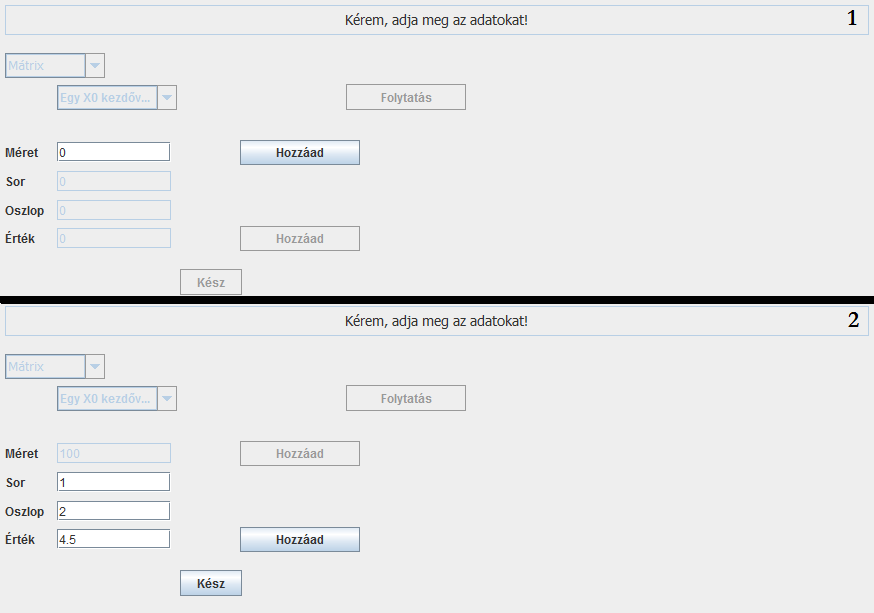 Kérem, adja meg az adatokat! 1
Mátrix
Egy X0 kezdőv... Folytatás
Méret 0 Hozzáad
Sor 0
Oszlop 0
Érték 0 Hozzáad
Kész
Kérem, adja meg az adatokat! 2
Mátrix
Egy X0 kezdőv... Folytatás
Méret 100 Hozzáad
Sor 1
Oszlop 2
Érték 4.5 Hozzáad
Kész